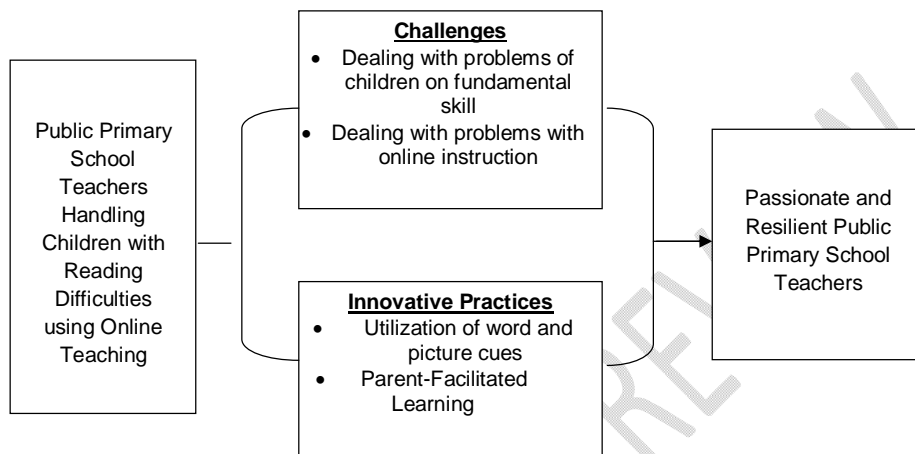 Public Primary
School
Teachers
Handling
Children with
Reading
Difficulties
using Online
Teaching
Challenges
• Dealing with problems of
children on fundamental
skill
• Dealing with problems with
online instruction
Innovative Practices
• Utilization of word and
picture cues
• Parent-Facilitated
Learning
Passionate and
Resilient Public
Primary School
Teachers